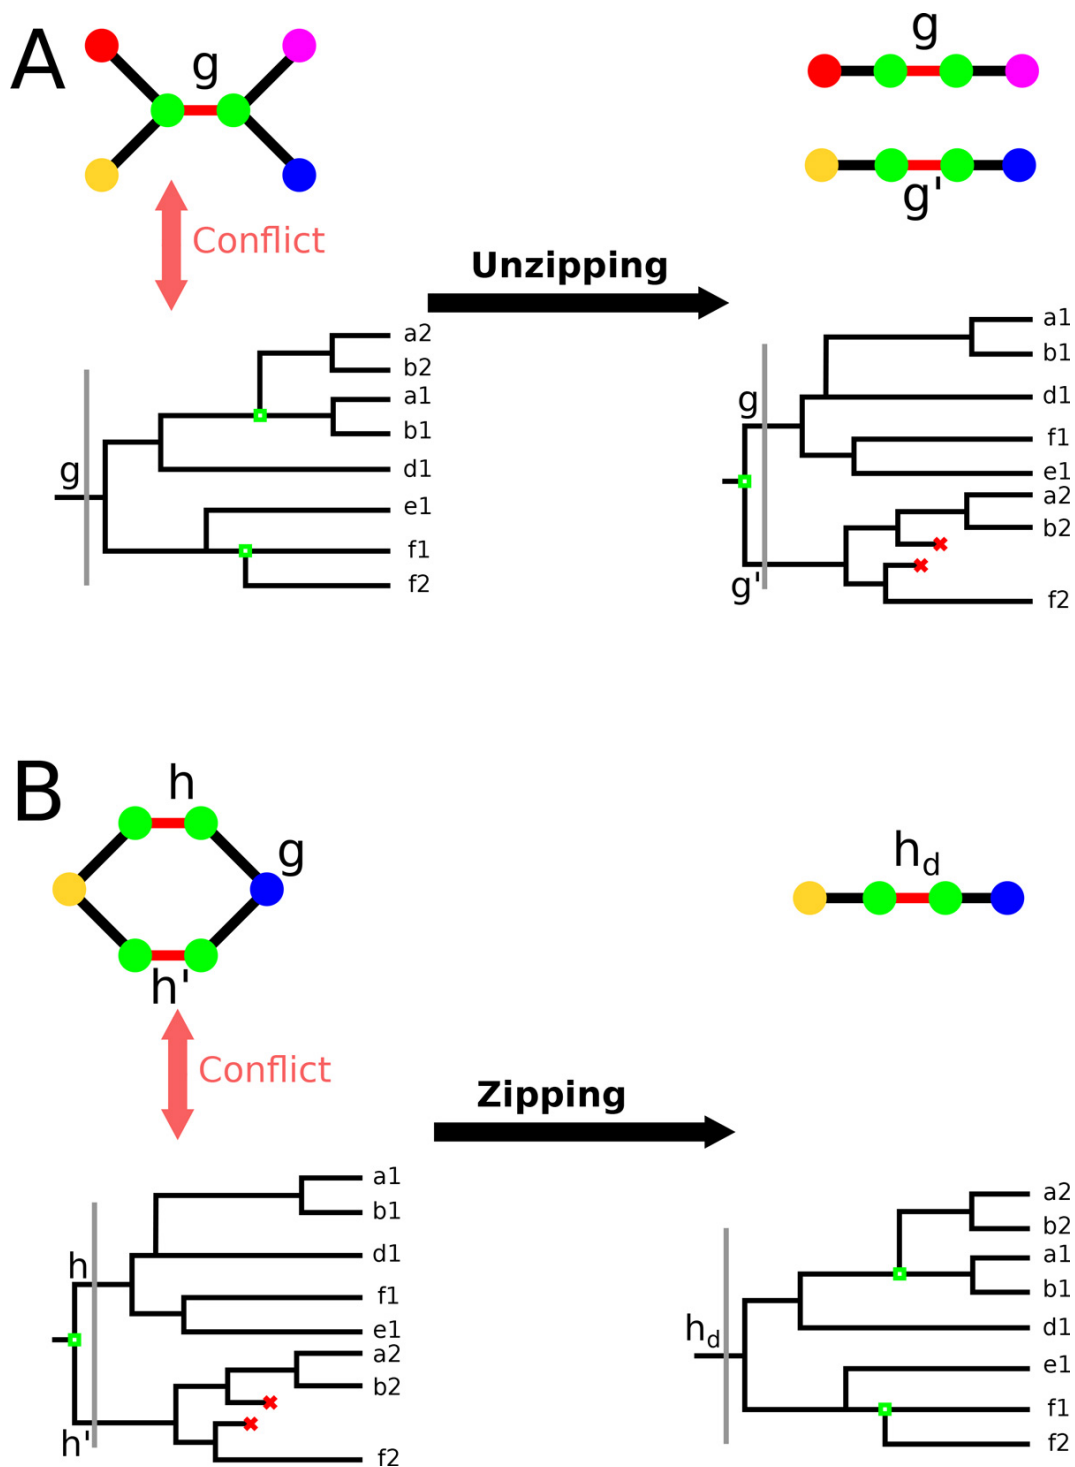 A
g
g
g'
Conflict
Unzipping
g
a2
b2
a1
b1
d1
e1
f1
f2
g
g'
a1
b1
d1
f1
e1
a2
b2
f2
B
h
g
h'
h_d
Conflict
Zipping
h
h'
a1
b1
d1
f1
e1
a2
b2
f2
h_d
a2
b2
a1
b1
d1
e1
f1
f2